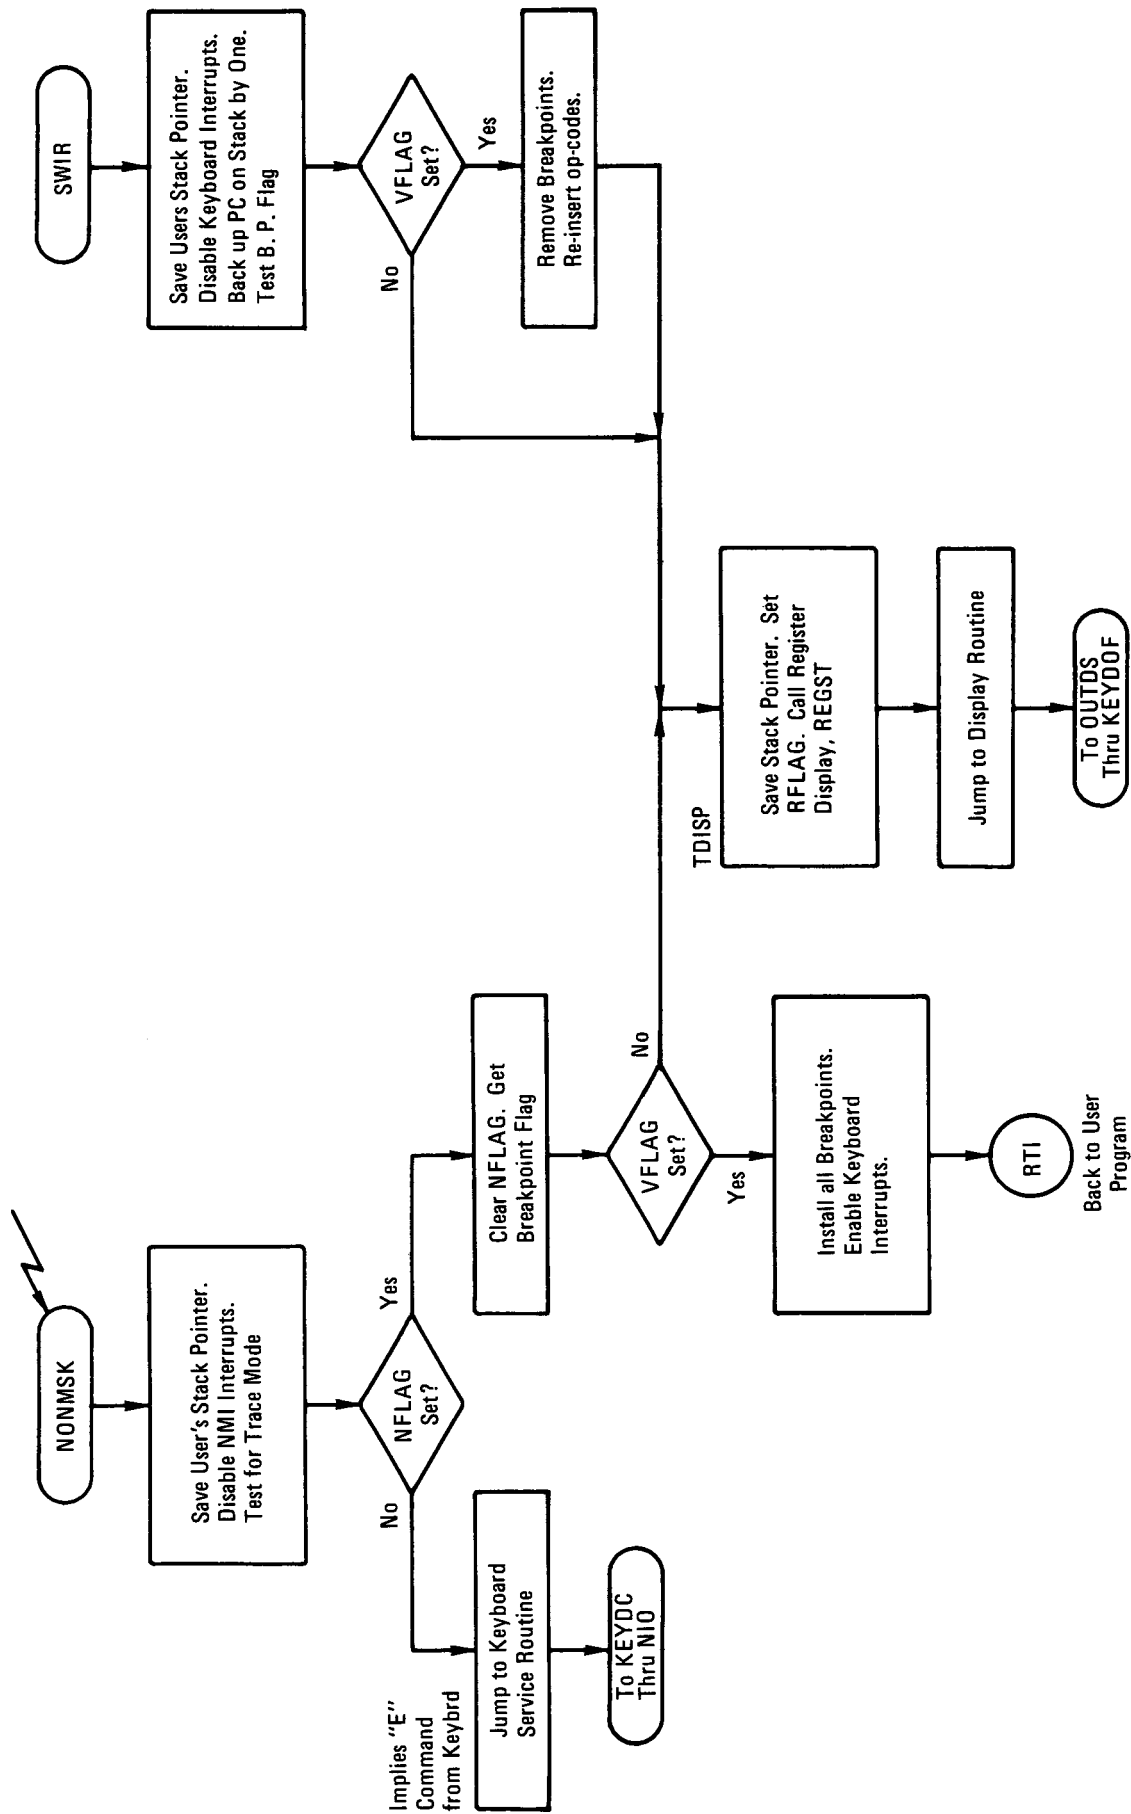 NONMSK
Save User's Stack Pointer.
Disable NMI Interrupts.
Test for Trace Mode
NFLAG
Set?
No
Yes
Implies "E"
Command
from Keybrd
Jump to Keyboard
Service Routine
To KEYDC
Thru NIO
Clear NFLAG. Get
Breakpoint Flag
VFLAG
Set?
No
Yes
Install all Breakpoints.
Enable Keyboard
Interrupts.
RTI
Back to User
Program
SWIR
Save Users Stack Pointer.
Disable Keyboard Interrupts.
Back up PC on Stack by One.
Test B. P. Flag
VFLAG
Set?
No
Yes
Remove Breakpoints.
Re-insert op-codes.
TDISP
Save Stack Pointer. Set
RFLAG. Call Register
Display, REGST
Jump to Display Routine
To OUTDS
Thru KEYDOF